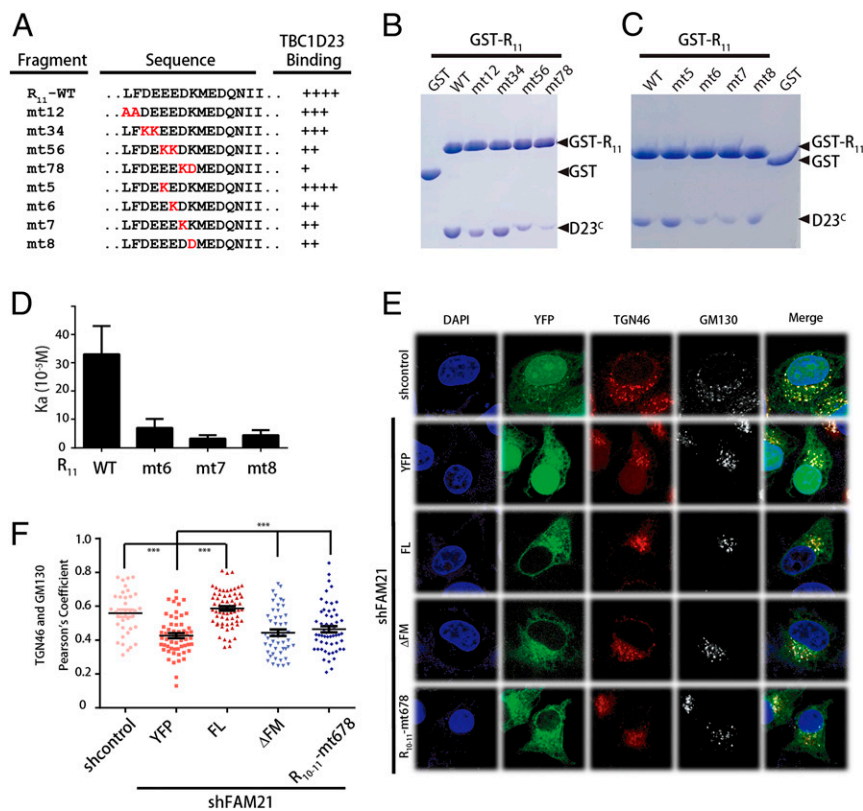 A
Fragment Sequence TBC1D23 Binding
R11-WT ..LFDEEEDKMEDQNII.. ++++
mt12 ..AADEEEDKMEDQNII.. +++
mt34 ..LFKKEEDKMEDQNII.. +++
mt56 ..LFDEKKDKMEDQNII.. ++
mt78 ..LFDEEEKDMEDQNII.. +
mt5 ..LFDEKEDKMEDQNII.. ++++
mt6 ..LFDEEKDKMEDQNII.. ++
mt7 ..LFDEEEKKMEDQNII.. ++
mt8 ..LFDEEEDDMEDQNII.. ++
B
GST-R11
GST WT mt12 mt34 mt56 mt78
GST-R11
GST
D23C
C
GST-R11
WT mt5 mt6 mt7 mt8 GST
GST-R11
GST
D23C
D
Ka (10-5M)
40
30
20
10
0
R11 WT mt6 mt7 mt8
E
DAPI YFP TGN46 GM130 Merge
shcontrol
YFP
FL
ΔFM
R10-11-mt678
shFAM21
F
TGN46 and GM130
Pearson's Coefficient
1.0
0.8
0.6
0.4
0.2
0.0
*** *** ***
shcontrol YFP FL ΔFM R10-11-mt678
shFAM21